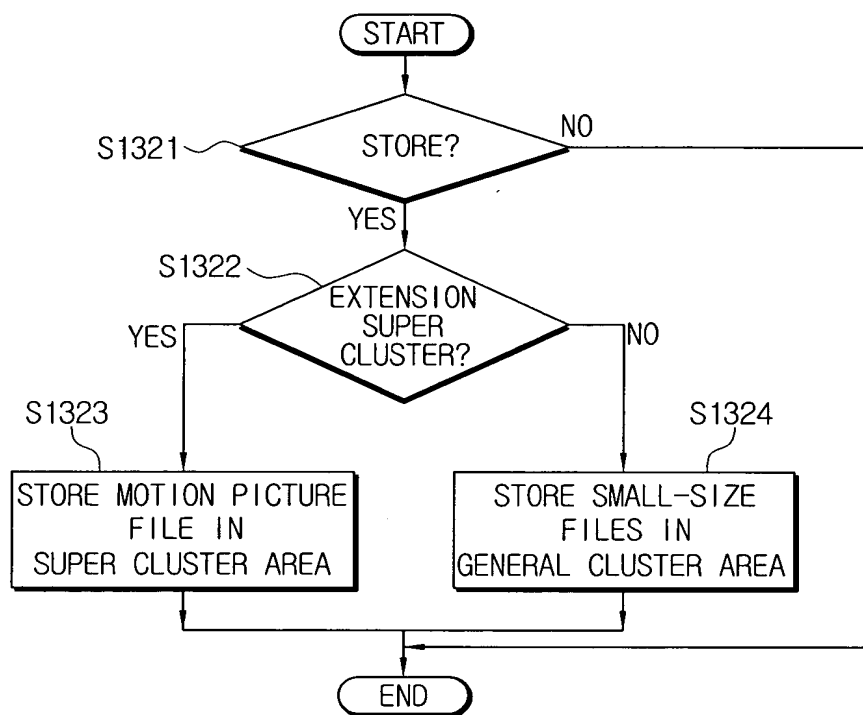 START
S1321
STORE?
NO
YES
S1322
EXTENSION
SUPER
CLUSTER?
YES
NO
S1323
S1324
STORE MOTION PICTURE
FILE IN
SUPER CLUSTER AREA
STORE SMALL-SIZE
FILES IN
GENERAL CLUSTER AREA
END